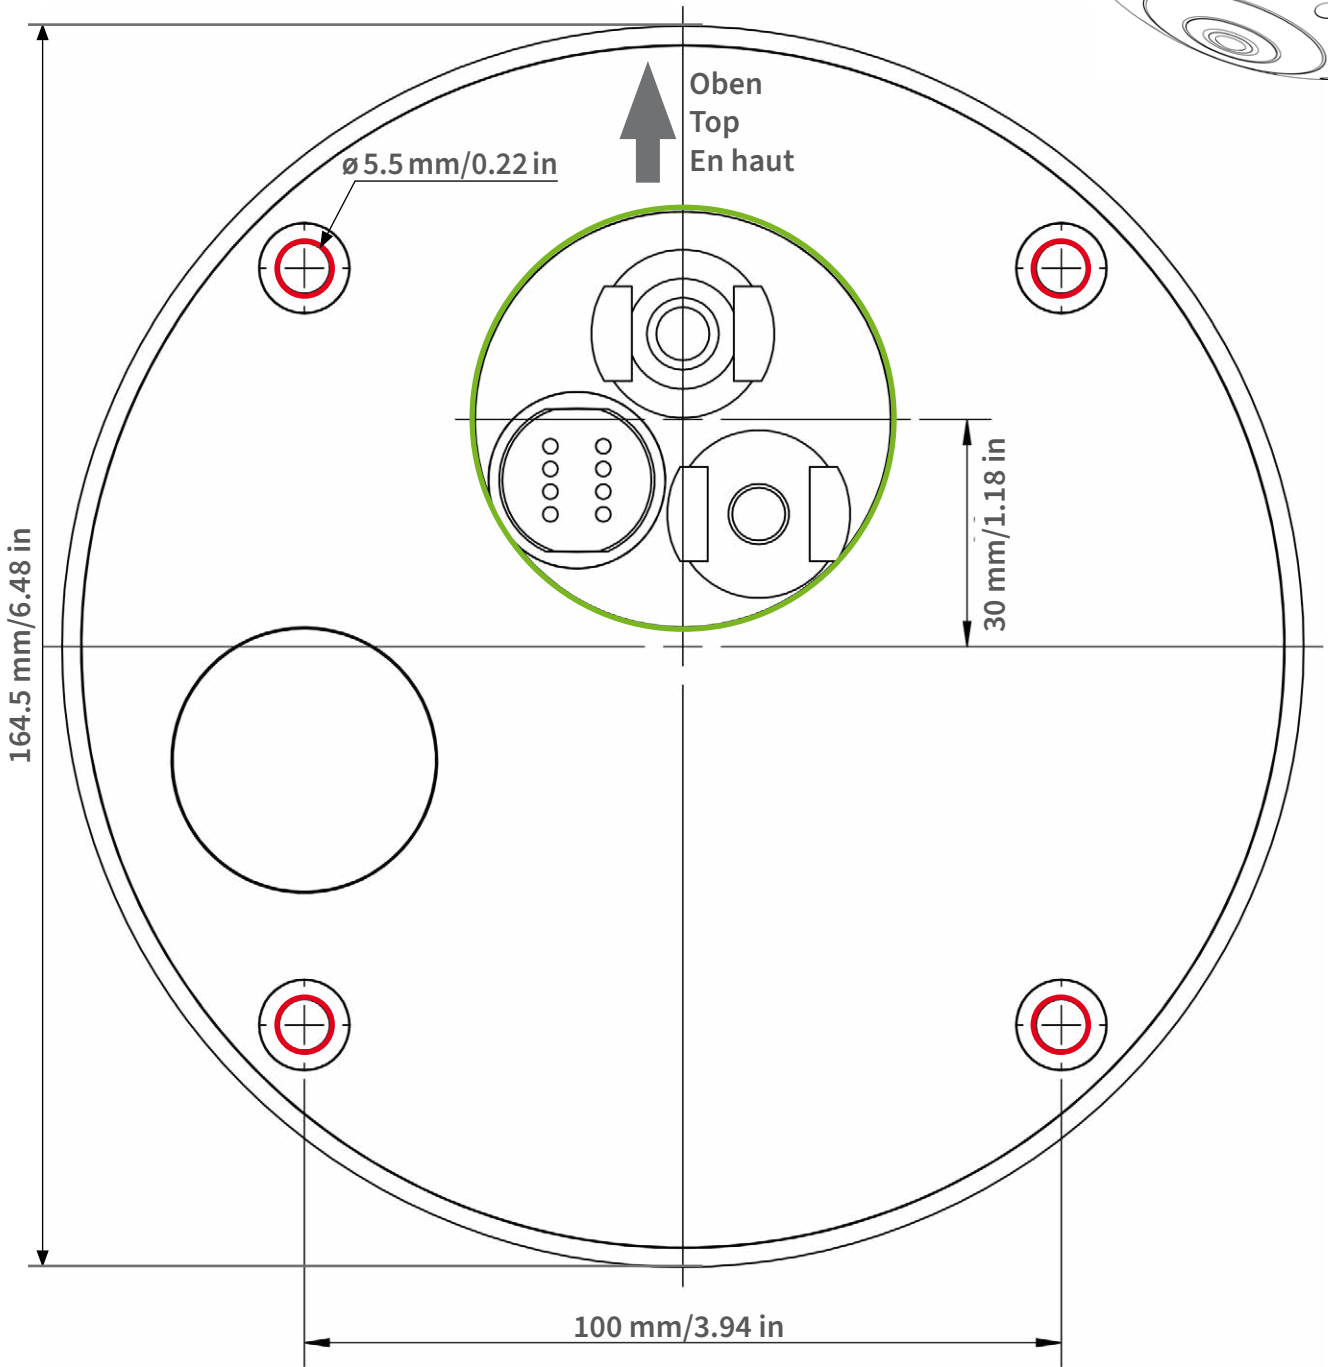 Oben
Top
En haut
ø 5.5 mm/0.22 in
30 mm/1.18 in
164.5 mm/6.48 in
100 mm/3.94 in